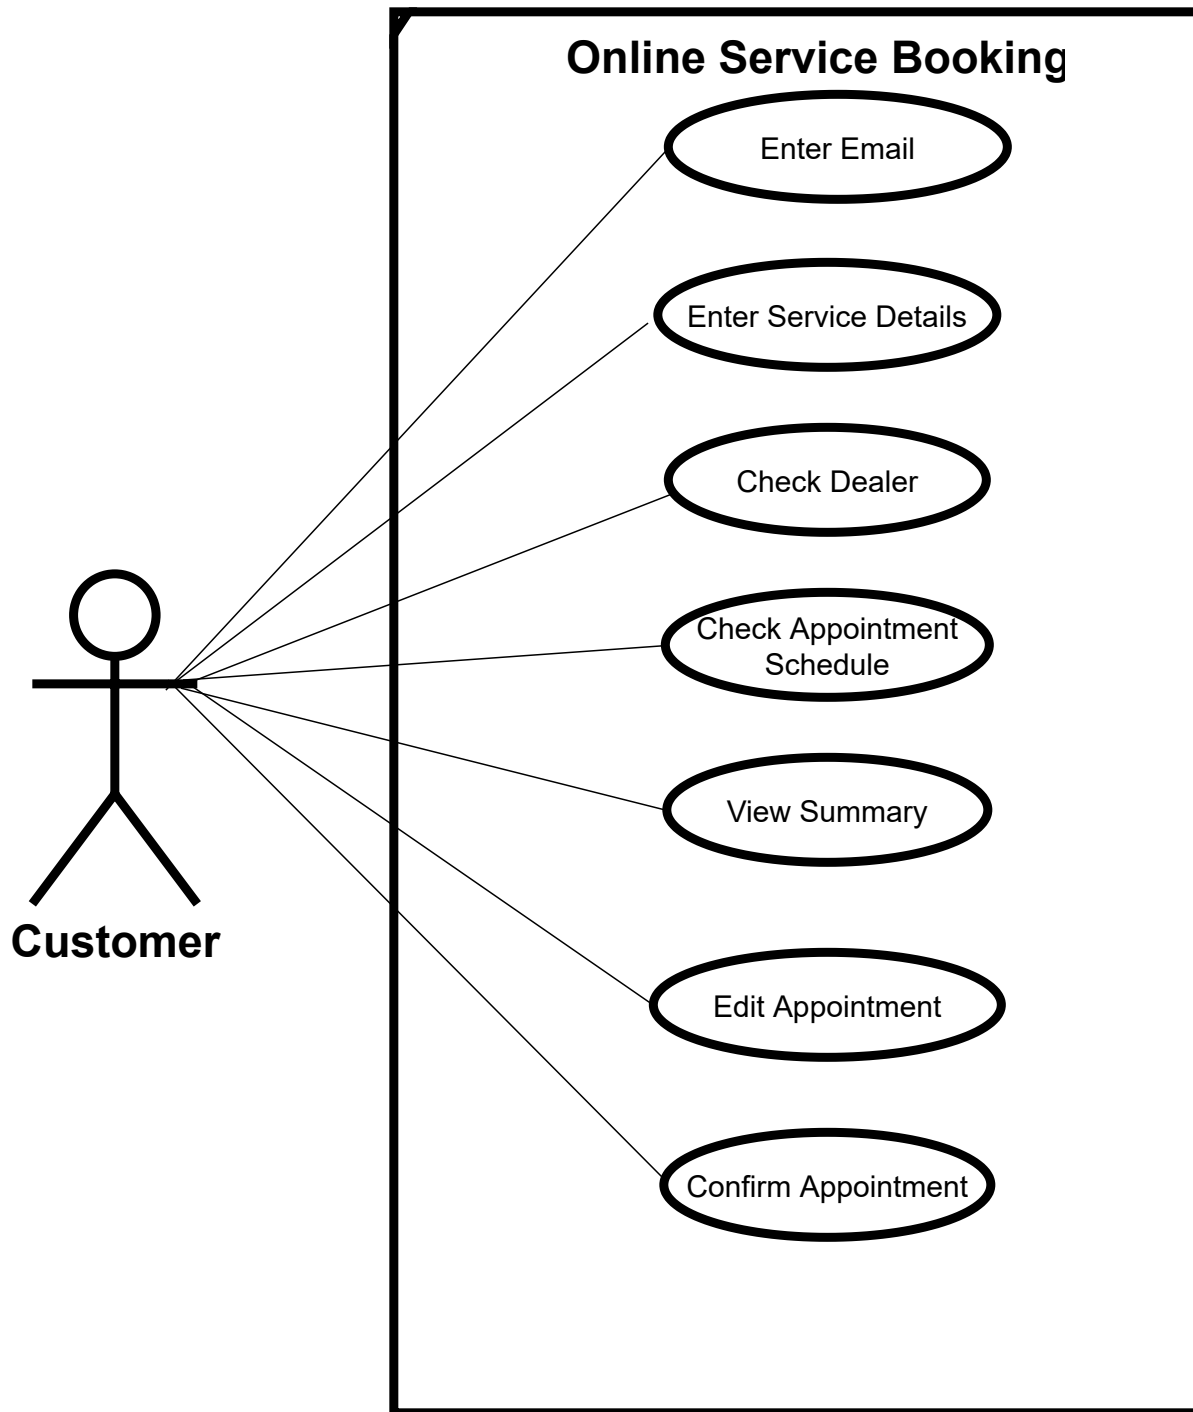 Online Service Booking
Enter Email
Enter Service Details
Check Dealer
Check Appointment
Schedule
View Summary
Customer
Edit Appointment
Confirm Appointment